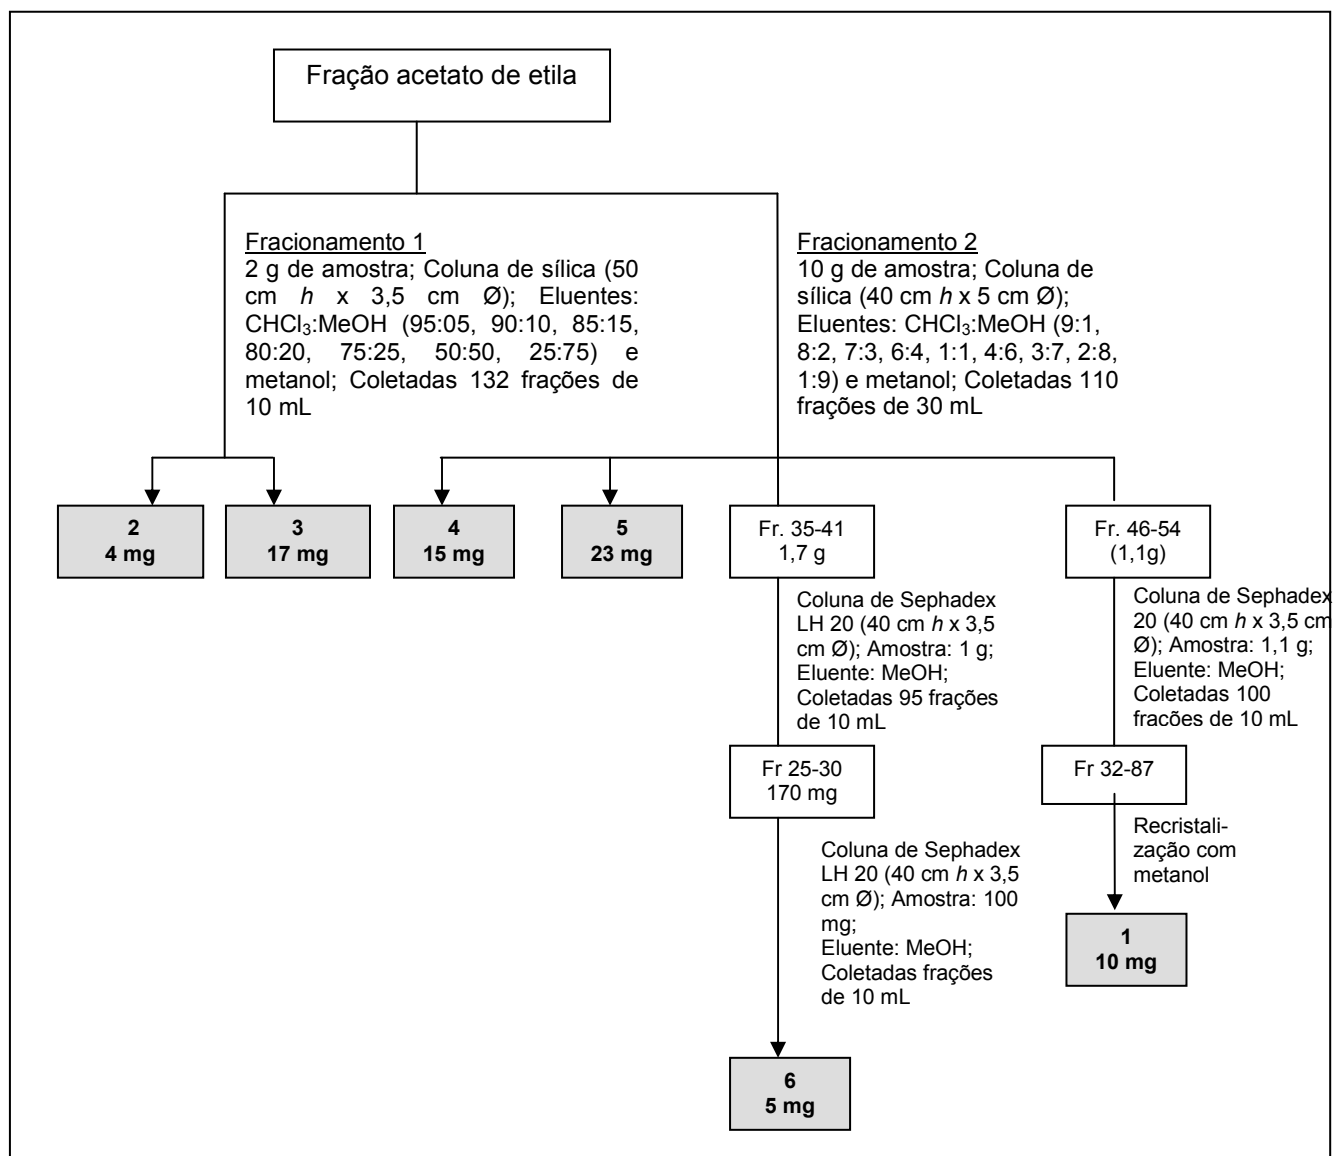 Fração acetato de etila
Fracionamento 1
2 g de amostra; Coluna de sílica (50
cm h x 3,5 cm Ø); Eluentes:
CHCl₃:MeOH (95:05, 90:10, 85:15,
80:20, 75:25, 50:50, 25:75) e
metanol; Coletadas 132 frações de
10 mL
Fracionamento 2
10 g de amostra; Coluna de
sílica (40 cm h x 5 cm Ø);
Eluentes: CHCl₃:MeOH (9:1,
8:2, 7:3, 6:4, 1:1, 4:6, 3:7, 2:8,
1:9) e metanol; Coletadas 110
frações de 30 mL
2
4 mg
3
17 mg
4
15 mg
5
23 mg
Fr. 35-41
1,7 g
Fr. 46-54
(1,1g)
Coluna de Sephadex
LH 20 (40 cm h x 3,5
cm Ø); Amostra: 1 g;
Eluente: MeOH;
Coletadas 95 frações
de 10 mL
Coluna de Sephadex
20 (40 cm h x 3,5 cm
Ø); Amostra: 1,1 g;
Eluente: MeOH;
Coletadas 100
fracões de 10 mL
Fr 25-30
170 mg
Fr 32-87
Coluna de Sephadex
LH 20 (40 cm h x 3,5
cm Ø); Amostra: 100
mg;
Eluente: MeOH;
Coletadas frações
de 10 mL
Recristali-
zação com
metanol
1
10 mg
6
5 mg